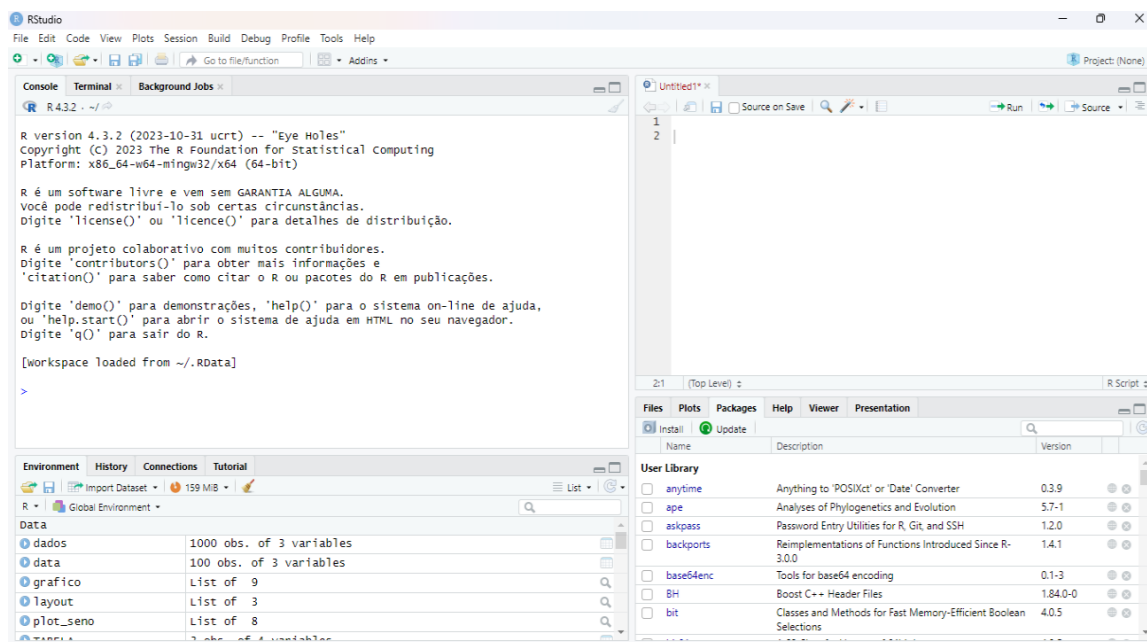 RStudio
File Edit Code View Plots Session Build Debug Profile Tools Help
Go to file/function Addins
Project: (None)
Console Terminal Background Jobs
R 4.3.2 · ~/
R version 4.3.2 (2023-10-31 ucrt) -- "Eye Holes"
Copyright (C) 2023 The R Foundation for Statistical Computing
Platform: x86_64-w64-mingw32/x64 (64-bit)
R é um software livre e vem sem GARANTIA ALGUMA.
Você pode redistribuí-lo sob certas circunstâncias.
Digite 'license()' ou 'licence()' para detalhes de distribuição.
R é um projeto colaborativo com muitos contribuidores.
Digite 'contributors()' para obter mais informações e
'citation()' para saber como citar o R ou pacotes do R em publicações.
Digite 'demo()' para demonstrações, 'help()' para o sistema on-line de ajuda,
ou 'help.start()' para abrir o sistema de ajuda em HTML no seu navegador.
Digite 'q()' para sair do R.
[Workspace loaded from ~/.RData]
>
Environment History Connections Tutorial
Import Dataset 159 MiB List
R Global Environment
Data
dados 1000 obs. of 3 variables
data 100 obs. of 3 variables
grafico List of 9
layout List of 3
plot_seno List of 8
Untitled1*
Source on Save Run Source
1
2
2:1 (Top Level) R Script
Files Plots Packages Help Viewer Presentation
Install Update
Name Description Version
User Library
anytime Anything to 'POSIXct' or 'Date' Converter 0.3.9
ape Analyses of Phylogenetics and Evolution 5.7-1
askpass Password Entry Utilities for R, Git, and SSH 1.2.0
backports Reimplementations of Functions Introduced Since R- 1.4.1
3.0.0
base64enc Tools for base64 encoding 0.1-3
BH Boost C++ Header Files 1.84.0-0
bit Classes and Methods for Fast Memory-Efficient Boolean 4.0.5
Selections